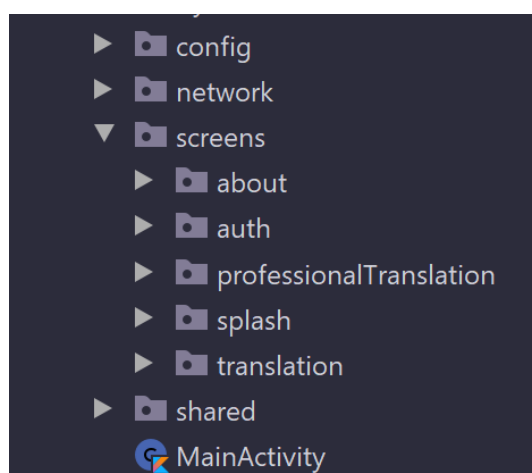 config
network
screens
about
auth
professionalTranslation
splash
translation
shared
MainActivity